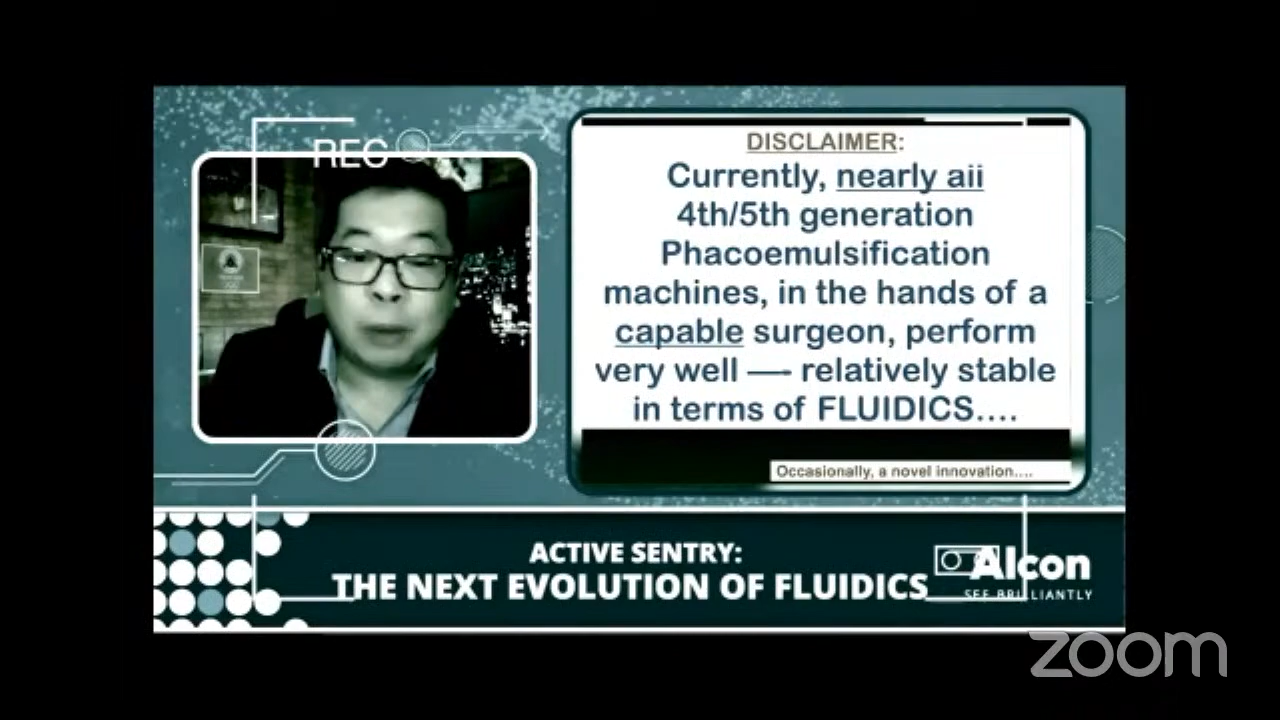 REC
DISCLAIMER:
Currently, nearly aii
4th/5th generation
Phacoemulsification
machines, in the hands of a
capable surgeon, perform
very well —- relatively stable
in terms of FLUIDICS....
Occasionally, a novel innovation....
ACTIVE SENTRY:
THE NEXT EVOLUTION OF FLUIDICS
Alcon
SEE BRILLIANTLY
zoom